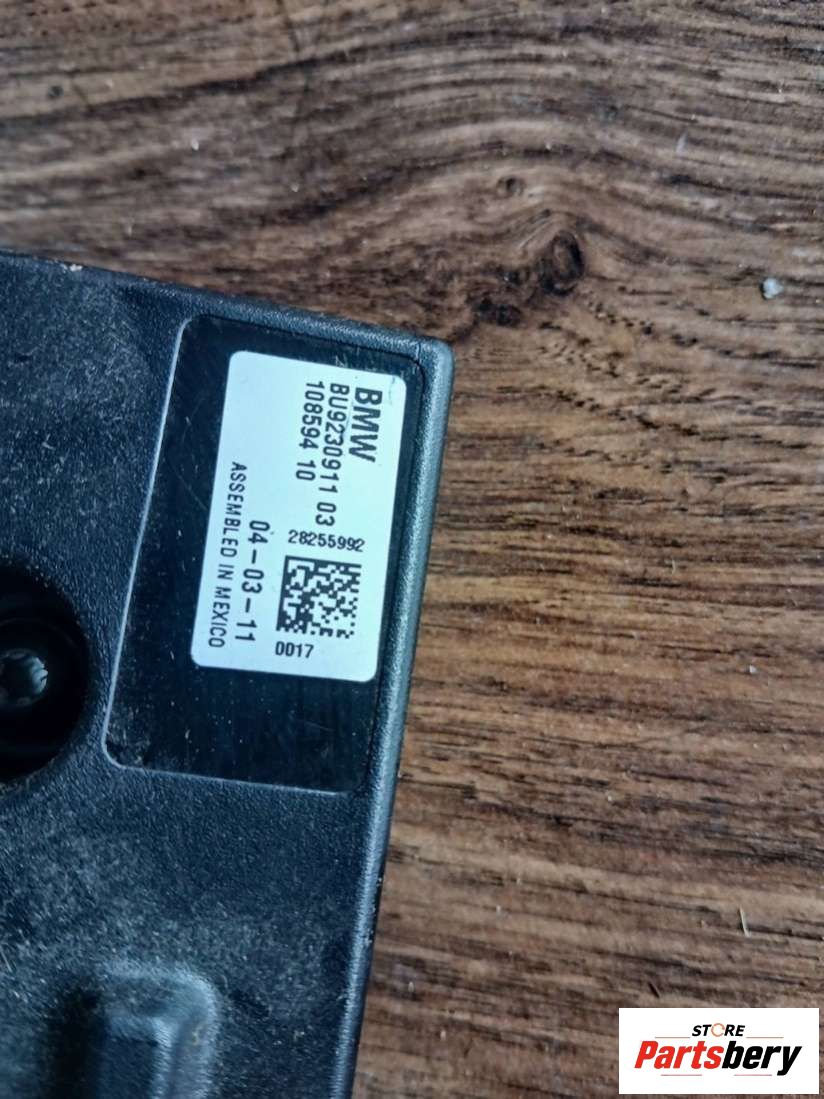 BMW
BU9230911 03
108594 10
28255992
04-03-11
ASSEMBLED IN MEXICO
0017
STORE
Partsbery